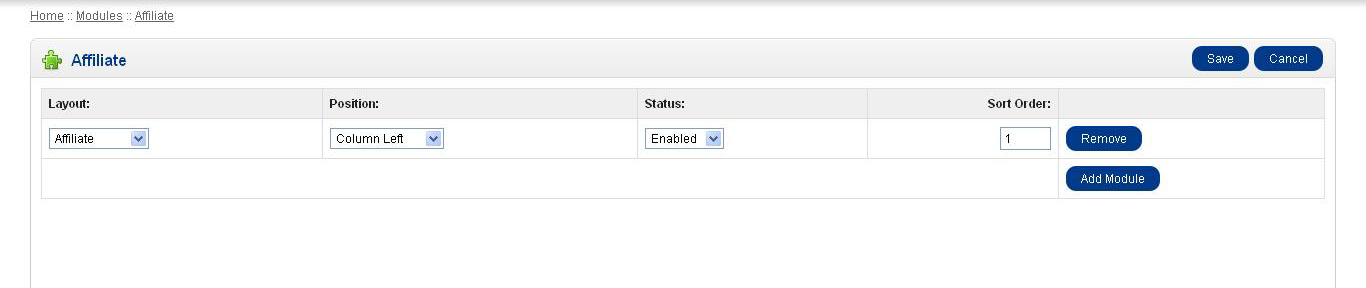 Home :: Modules :: Affiliate
Affiliate Save Cancel
Layout: Position: Status: Sort Order:
Affiliate Column Left Enabled 1 Remove
Add Module